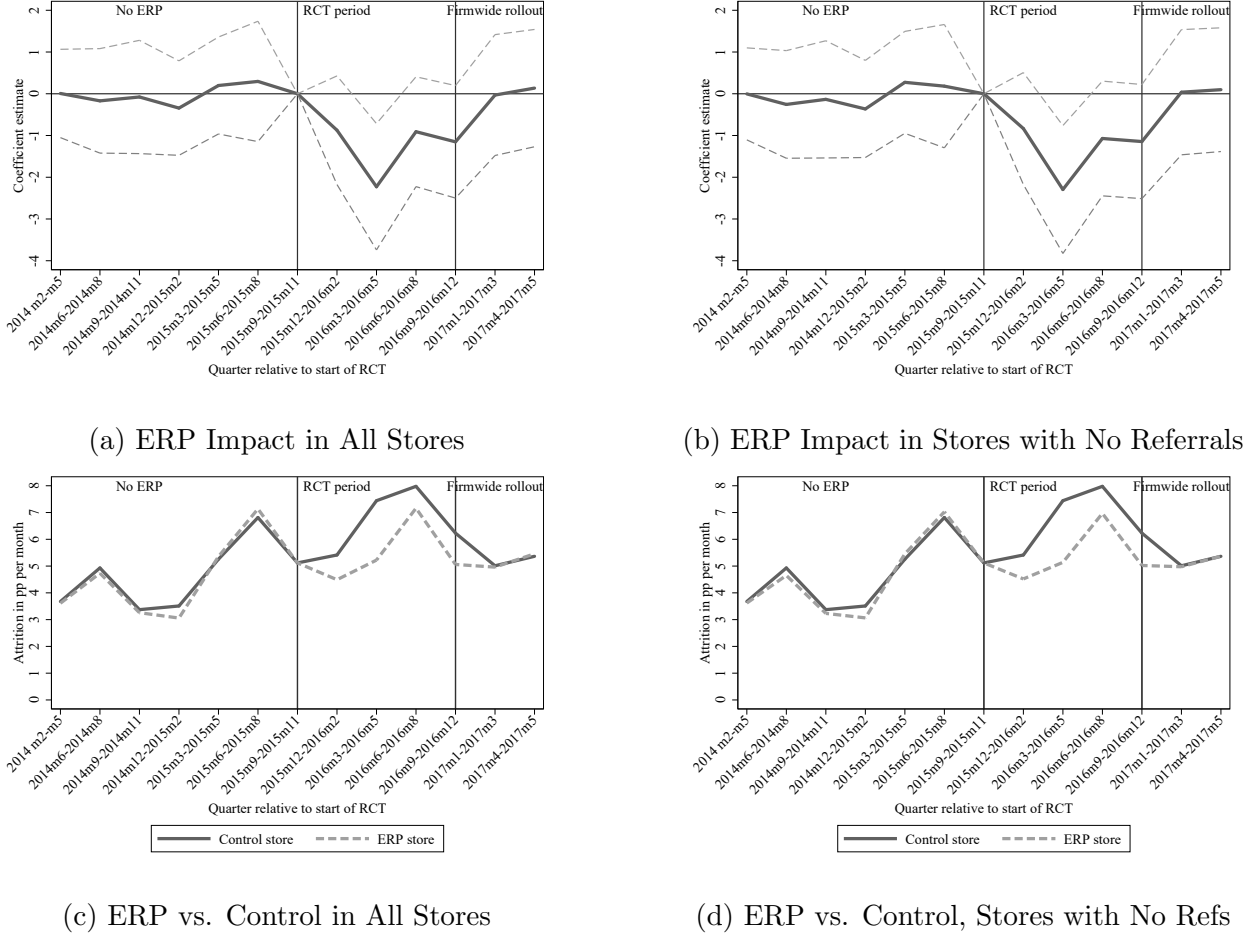 No ERP RCT period Firmwide rollout
Coefficient estimate
2
1
0
-1
-2
-3
-4
2014 m2-m5
2014m6-2014m8
2014m9-2014m11
2014m12-2015m2
2015m3-2015m5
2015m6-2015m8
2015m9-2015m11
2015m12-2016m2
2016m3-2016m5
2016m6-2016m8
2016m9-2016m12
2017m1-2017m3
2017m4-2017m5
Quarter relative to start of RCT
(a) ERP Impact in All Stores
No ERP RCT period Firmwide rollout
Coefficient estimate
2
1
0
-1
-2
-3
-4
2014 m2-m5
2014m6-2014m8
2014m9-2014m11
2014m12-2015m2
2015m3-2015m5
2015m6-2015m8
2015m9-2015m11
2015m12-2016m2
2016m3-2016m5
2016m6-2016m8
2016m9-2016m12
2017m1-2017m3
2017m4-2017m5
Quarter relative to start of RCT
(b) ERP Impact in Stores with No Referrals
No ERP RCT period Firmwide rollout
Attrition in pp per month
8
7
6
5
4
3
2
1
0
2014 m2-m5
2014m6-2014m8
2014m9-2014m11
2014m12-2015m2
2015m3-2015m5
2015m6-2015m8
2015m9-2015m11
2015m12-2016m2
2016m3-2016m5
2016m6-2016m8
2016m9-2016m12
2017m1-2017m3
2017m4-2017m5
Quarter relative to start of RCT
Control store ERP store
(c) ERP vs. Control in All Stores
No ERP RCT period Firmwide rollout
Attrition in pp per month
8
7
6
5
4
3
2
1
0
2014 m2-m5
2014m6-2014m8
2014m9-2014m11
2014m12-2015m2
2015m3-2015m5
2015m6-2015m8
2015m9-2015m11
2015m12-2016m2
2016m3-2016m5
2016m6-2016m8
2016m9-2016m12
2017m1-2017m3
2017m4-2017m5
Quarter relative to start of RCT
Control store ERP store
(d) ERP vs. Control, Stores with No Refs